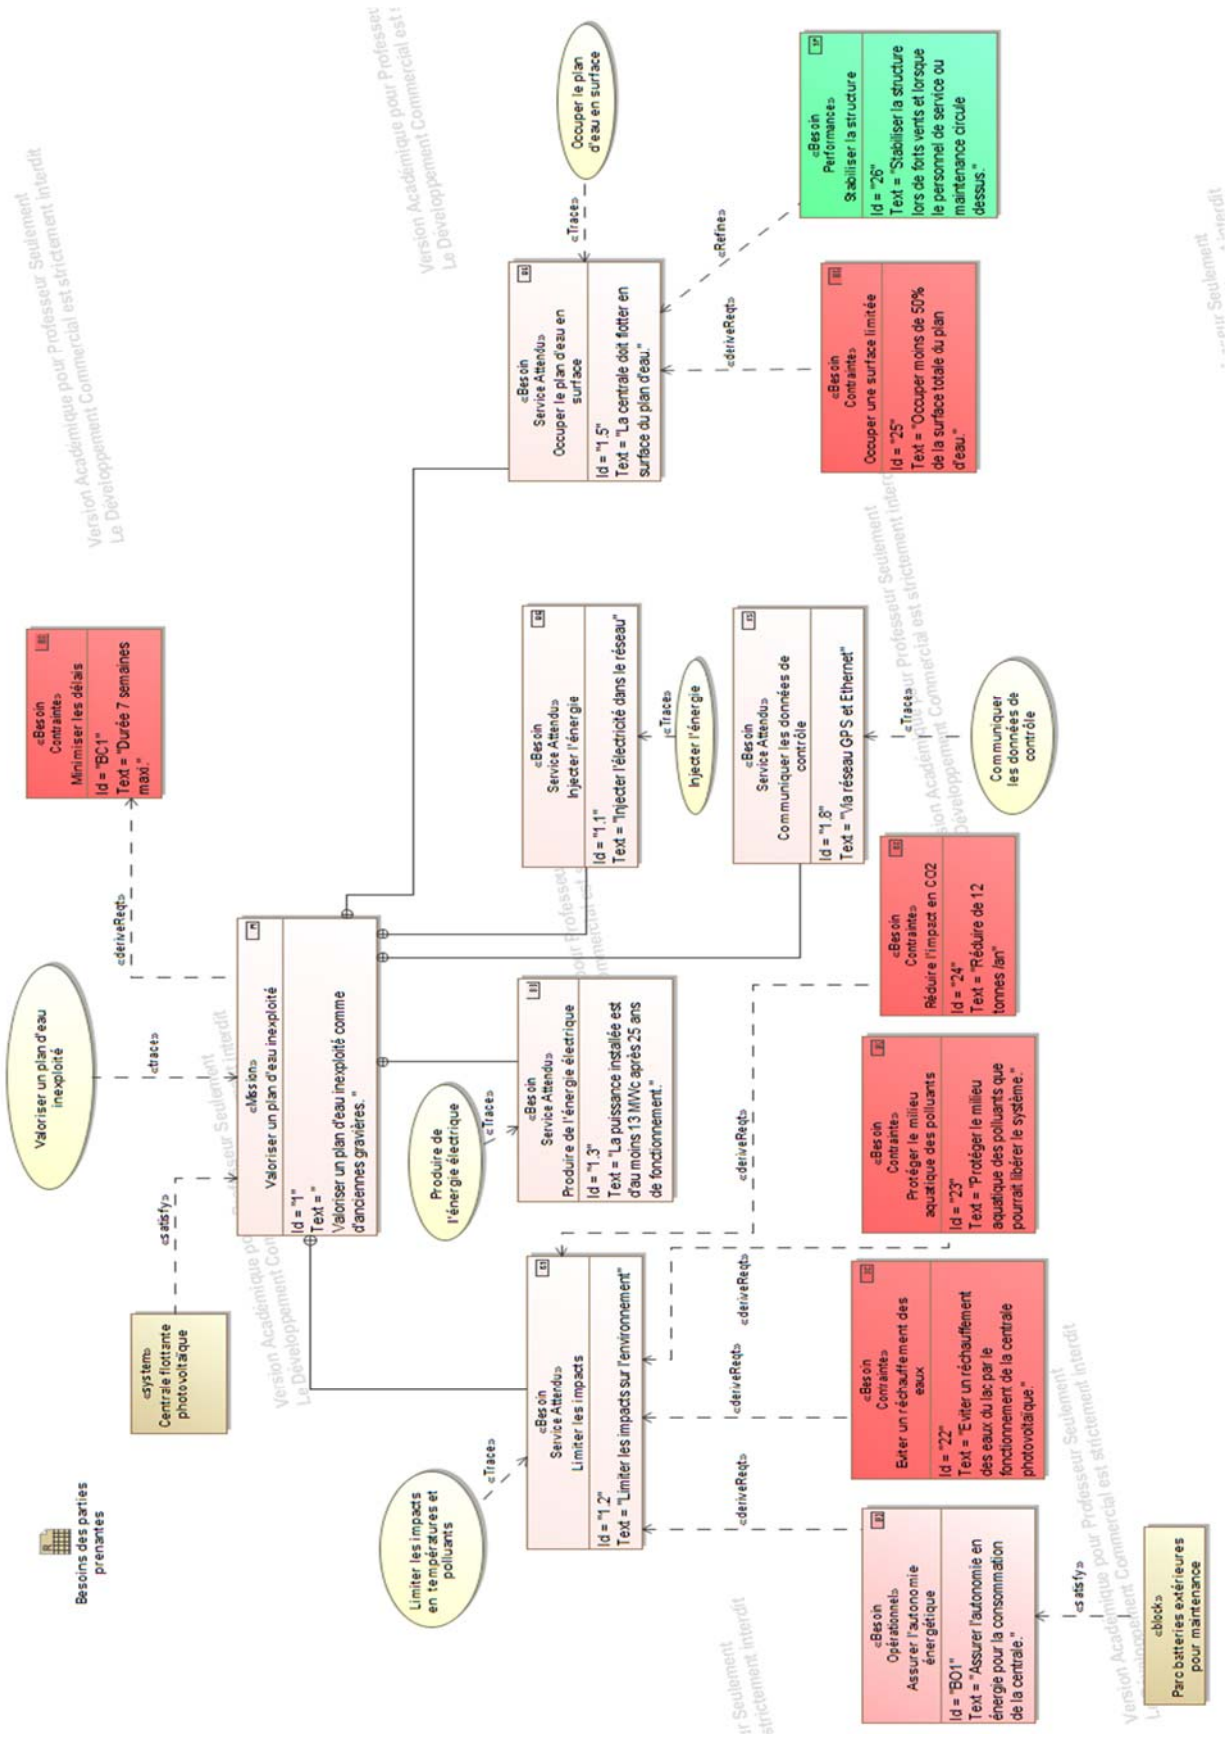 Besoins des parties
prenantes
«system»
Centrale flottante
photovoltaïque
«satisfy»
Valoriser un plan d'eau
inexploité
«trace»
«deriveReqt»
«Besoin
Contrainte»
Minimiser les délais
Id = "BC1"
Text = "Durée 7 semaines
maxi."
«Mission»
Valoriser un plan d'eau inexploité
Id = "1"
Text = "
Valoriser un plan d'eau inexploité comme
d'anciennes gravières."
Limiter les impacts
en températures et
polluants
«Trace»
«Besoin
Service Attendu»
Limiter les impacts
Id = "1.2"
Text = "Limiter les impacts sur l'environnement"
Produire de
l'énergie électrique
«Trace»
«Besoin
Service Attendu»
Produire de l'énergie électrique
Id = "1.3"
Text = "La puissance installée est
d'au moins 13 MWc après 25 ans
de fonctionnement."
«Besoin
Service Attendu»
Injecter l'énergie
Id = "1.1"
Text = "Injecter l'électricité dans le réseau"
«Trace»
Injecter l'énergie
«Besoin
Service Attendu»
Communiquer les données de
contrôle
Id = "1.8"
Text = "Via réseau GPS et Ethernet"
«Trace»
Communiquer
les données de
contrôle
«Besoin
Service Attendu»
Occuper le plan d'eau en
surface
Id = "1.5"
Text = "La centrale doit flotter en
surface du plan d'eau."
«Trace»
Occuper le plan
d'eau en surface
«deriveReqt»
«Refine»
«Besoin
Contrainte»
Occuper une surface limitée
Id = "25"
Text = "Occuper moins de 50%
de la surface totale du plan
d'eau."
«Besoin
Performances»
Stabiliser la structure
Id = "26"
Text = "Stabiliser la structure
lors de forts vents et lorsque
le personnel de service ou
maintenance circule
dessus."
«deriveReqt»
«deriveReqt»
«deriveReqt»
«deriveReqt»
«Besoin
Opérationnel»
Assurer l'autonomie
énergétique
Id = "BO1"
Text = "Assurer l'autonomie en
énergie pour la consommation
de la centrale."
«satisfy»
«block»
Parc batteries extérieures
pour maintenance
«Besoin
Contrainte»
Eviter un réchauffement des
eaux
Id = "22"
Text = "Eviter un réchauffement
des eaux du lac par le
fonctionnement de la centrale
photovoltaïque."
«Besoin
Contrainte»
Protéger le milieu
aquatique des polluants
Id = "23"
Text = "Protéger le milieu
aquatique des polluants que
pourrait libérer le système."
«Besoin
Contrainte»
Réduire l'impact en CO2
Id = "24"
Text = "Réduire de 12
tonnes /an"
Version Académique pour Professeur Seulement
Le Développement Commercial est strictement interdit